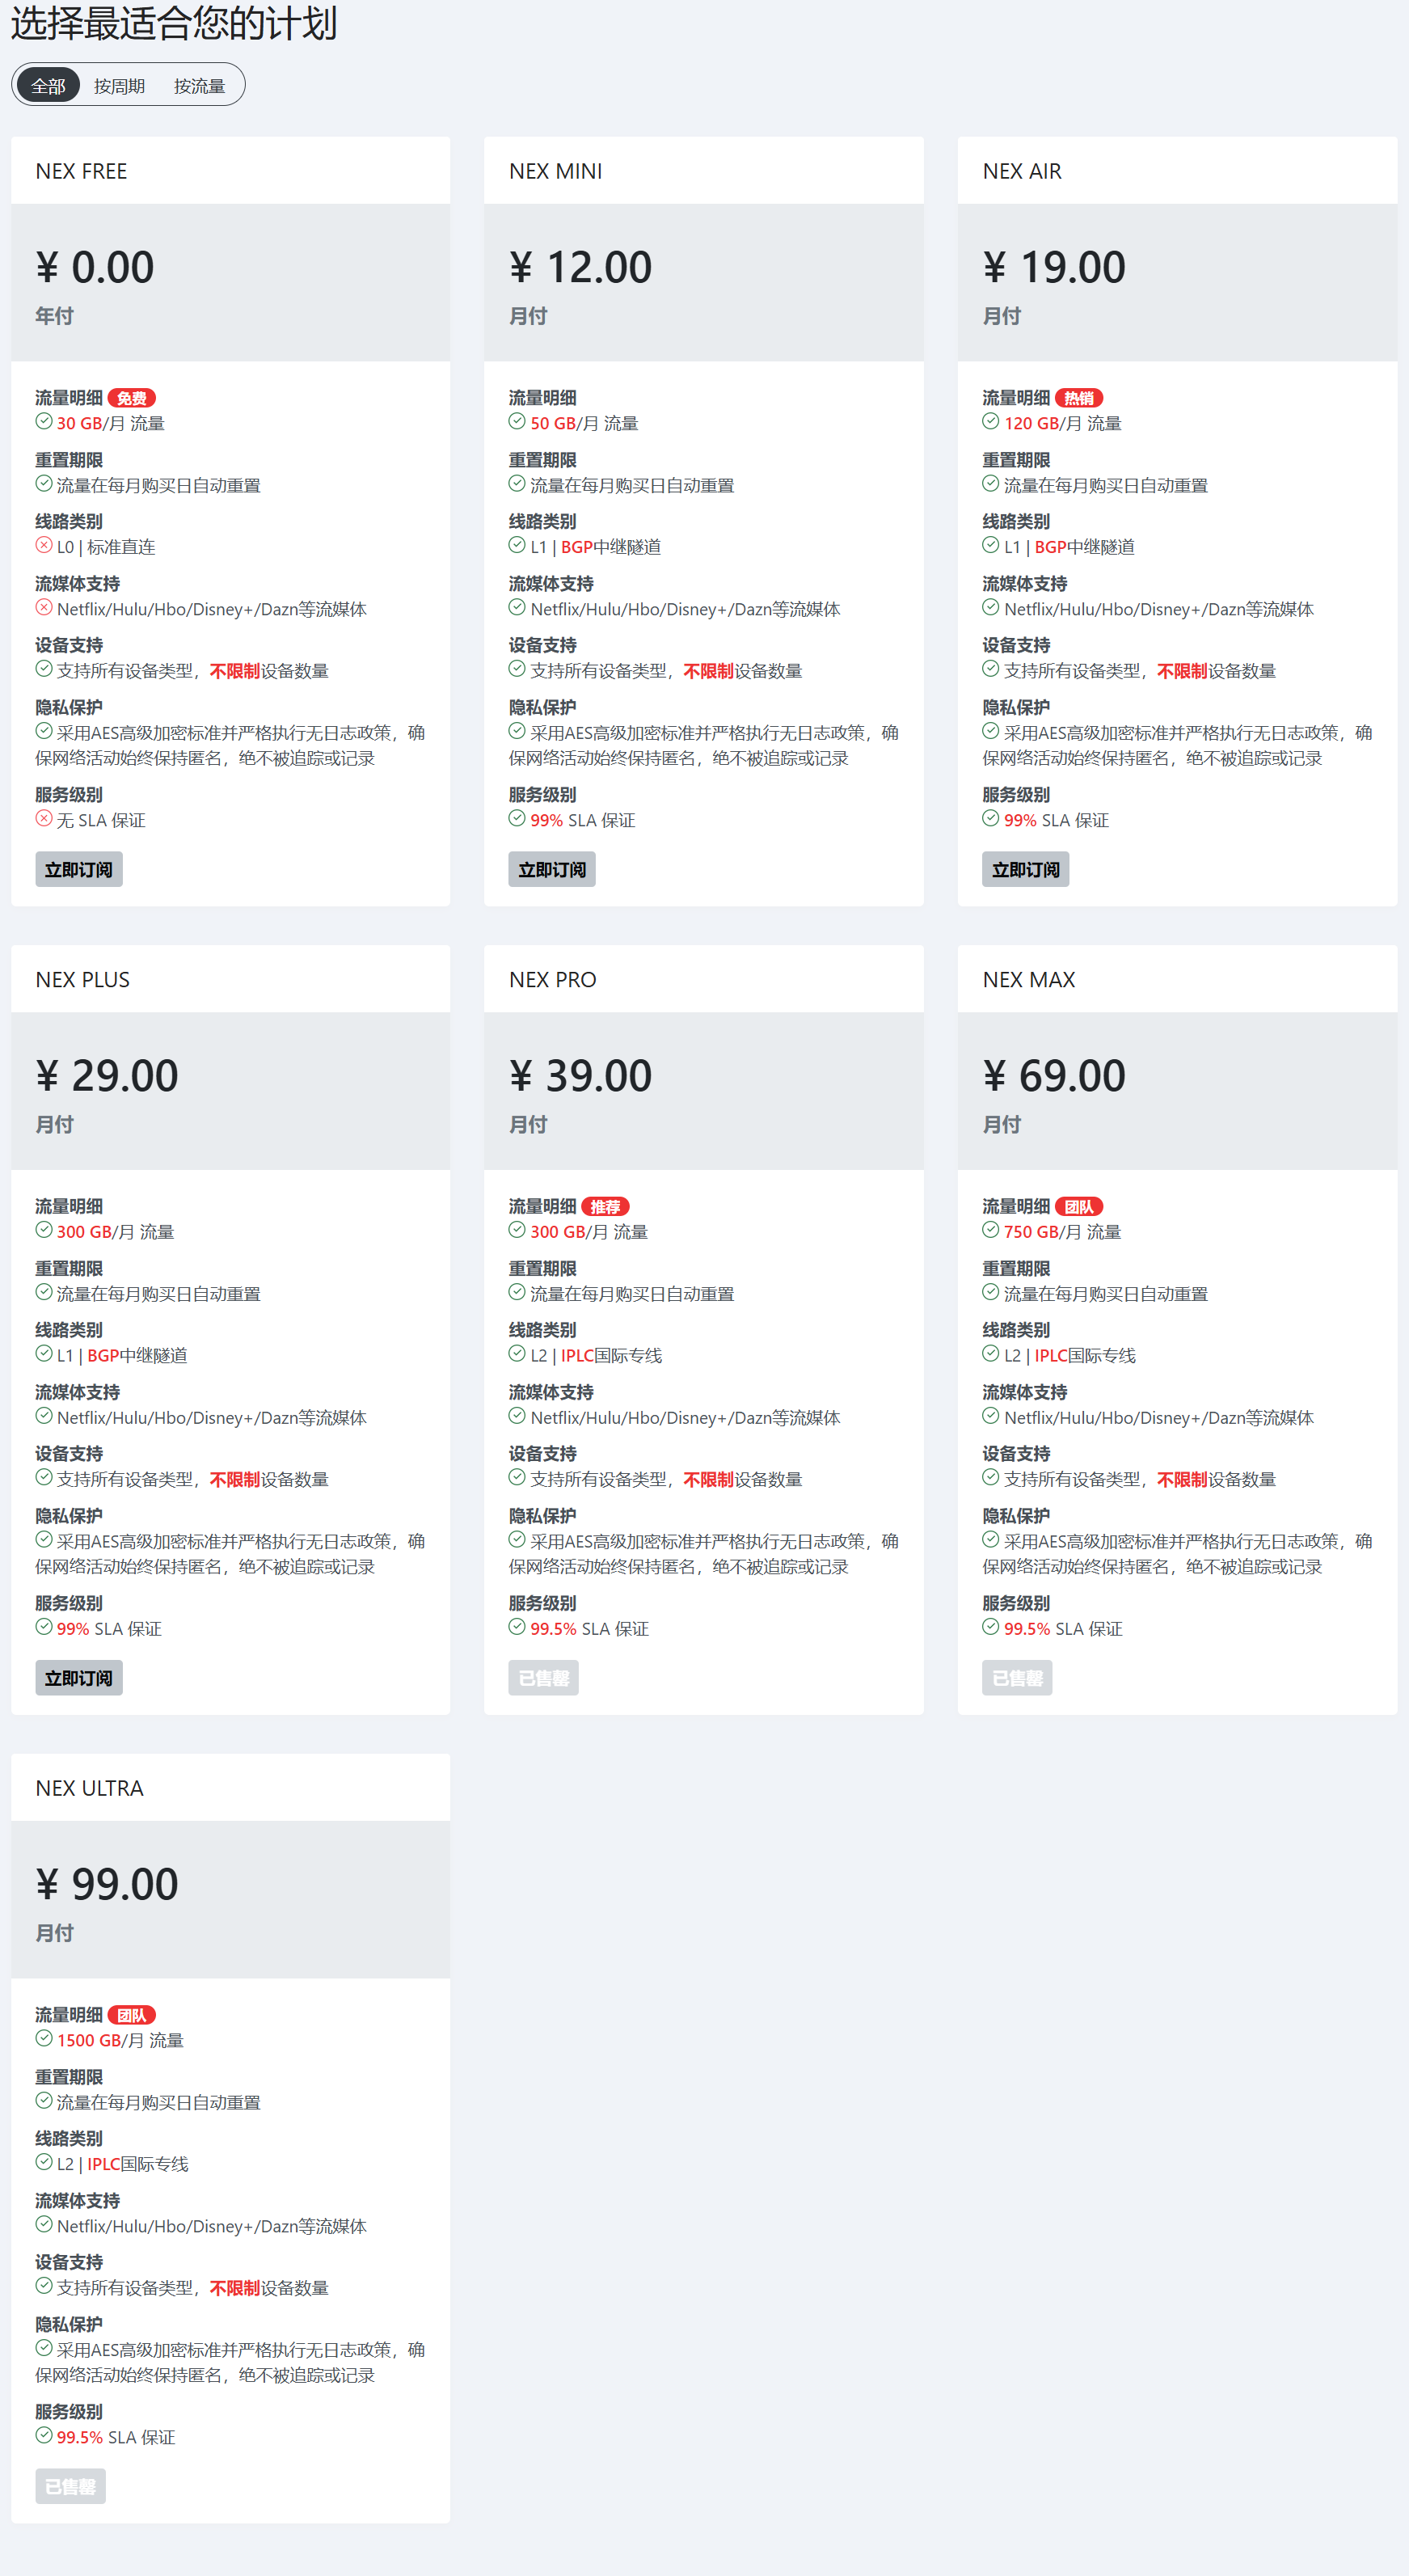 选择最适合您的计划
全部 按周期 按流量
NEX FREE
¥ 0.00
年付
流量明细 免费
30 GB/月 流量
重置期限
流量在每月购买日自动重置
线路类别
L0 | 标准直连
流媒体支持
Netflix/Hulu/Hbo/Disney+/Dazn等流媒体
设备支持
支持所有设备类型，不限制设备数量
隐私保护
采用AES高级加密标准并严格执行无日志政策，确
保网络活动始终保持匿名，绝不被追踪或记录
服务级别
无 SLA 保证
立即订阅
NEX MINI
¥ 12.00
月付
流量明细
50 GB/月 流量
重置期限
流量在每月购买日自动重置
线路类别
L1 | BGP中继隧道
流媒体支持
Netflix/Hulu/Hbo/Disney+/Dazn等流媒体
设备支持
支持所有设备类型，不限制设备数量
隐私保护
采用AES高级加密标准并严格执行无日志政策，确
保网络活动始终保持匿名，绝不被追踪或记录
服务级别
99% SLA 保证
立即订阅
NEX AIR
¥ 19.00
月付
流量明细 热销
120 GB/月 流量
重置期限
流量在每月购买日自动重置
线路类别
L1 | BGP中继隧道
流媒体支持
Netflix/Hulu/Hbo/Disney+/Dazn等流媒体
设备支持
支持所有设备类型，不限制设备数量
隐私保护
采用AES高级加密标准并严格执行无日志政策，确
保网络活动始终保持匿名，绝不被追踪或记录
服务级别
99% SLA 保证
立即订阅
NEX PLUS
¥ 29.00
月付
流量明细
300 GB/月 流量
重置期限
流量在每月购买日自动重置
线路类别
L1 | BGP中继隧道
流媒体支持
Netflix/Hulu/Hbo/Disney+/Dazn等流媒体
设备支持
支持所有设备类型，不限制设备数量
隐私保护
采用AES高级加密标准并严格执行无日志政策，确
保网络活动始终保持匿名，绝不被追踪或记录
服务级别
99% SLA 保证
立即订阅
NEX PRO
¥ 39.00
月付
流量明细 推荐
300 GB/月 流量
重置期限
流量在每月购买日自动重置
线路类别
L2 | IPLC国际专线
流媒体支持
Netflix/Hulu/Hbo/Disney+/Dazn等流媒体
设备支持
支持所有设备类型，不限制设备数量
隐私保护
采用AES高级加密标准并严格执行无日志政策，确
保网络活动始终保持匿名，绝不被追踪或记录
服务级别
99.5% SLA 保证
已售罄
NEX MAX
¥ 69.00
月付
流量明细 团队
750 GB/月 流量
重置期限
流量在每月购买日自动重置
线路类别
L2 | IPLC国际专线
流媒体支持
Netflix/Hulu/Hbo/Disney+/Dazn等流媒体
设备支持
支持所有设备类型，不限制设备数量
隐私保护
采用AES高级加密标准并严格执行无日志政策，确
保网络活动始终保持匿名，绝不被追踪或记录
服务级别
99.5% SLA 保证
已售罄
NEX ULTRA
¥ 99.00
月付
流量明细 团队
1500 GB/月 流量
重置期限
流量在每月购买日自动重置
线路类别
L2 | IPLC国际专线
流媒体支持
Netflix/Hulu/Hbo/Disney+/Dazn等流媒体
设备支持
支持所有设备类型，不限制设备数量
隐私保护
采用AES高级加密标准并严格执行无日志政策，确
保网络活动始终保持匿名，绝不被追踪或记录
服务级别
99.5% SLA 保证
已售罄